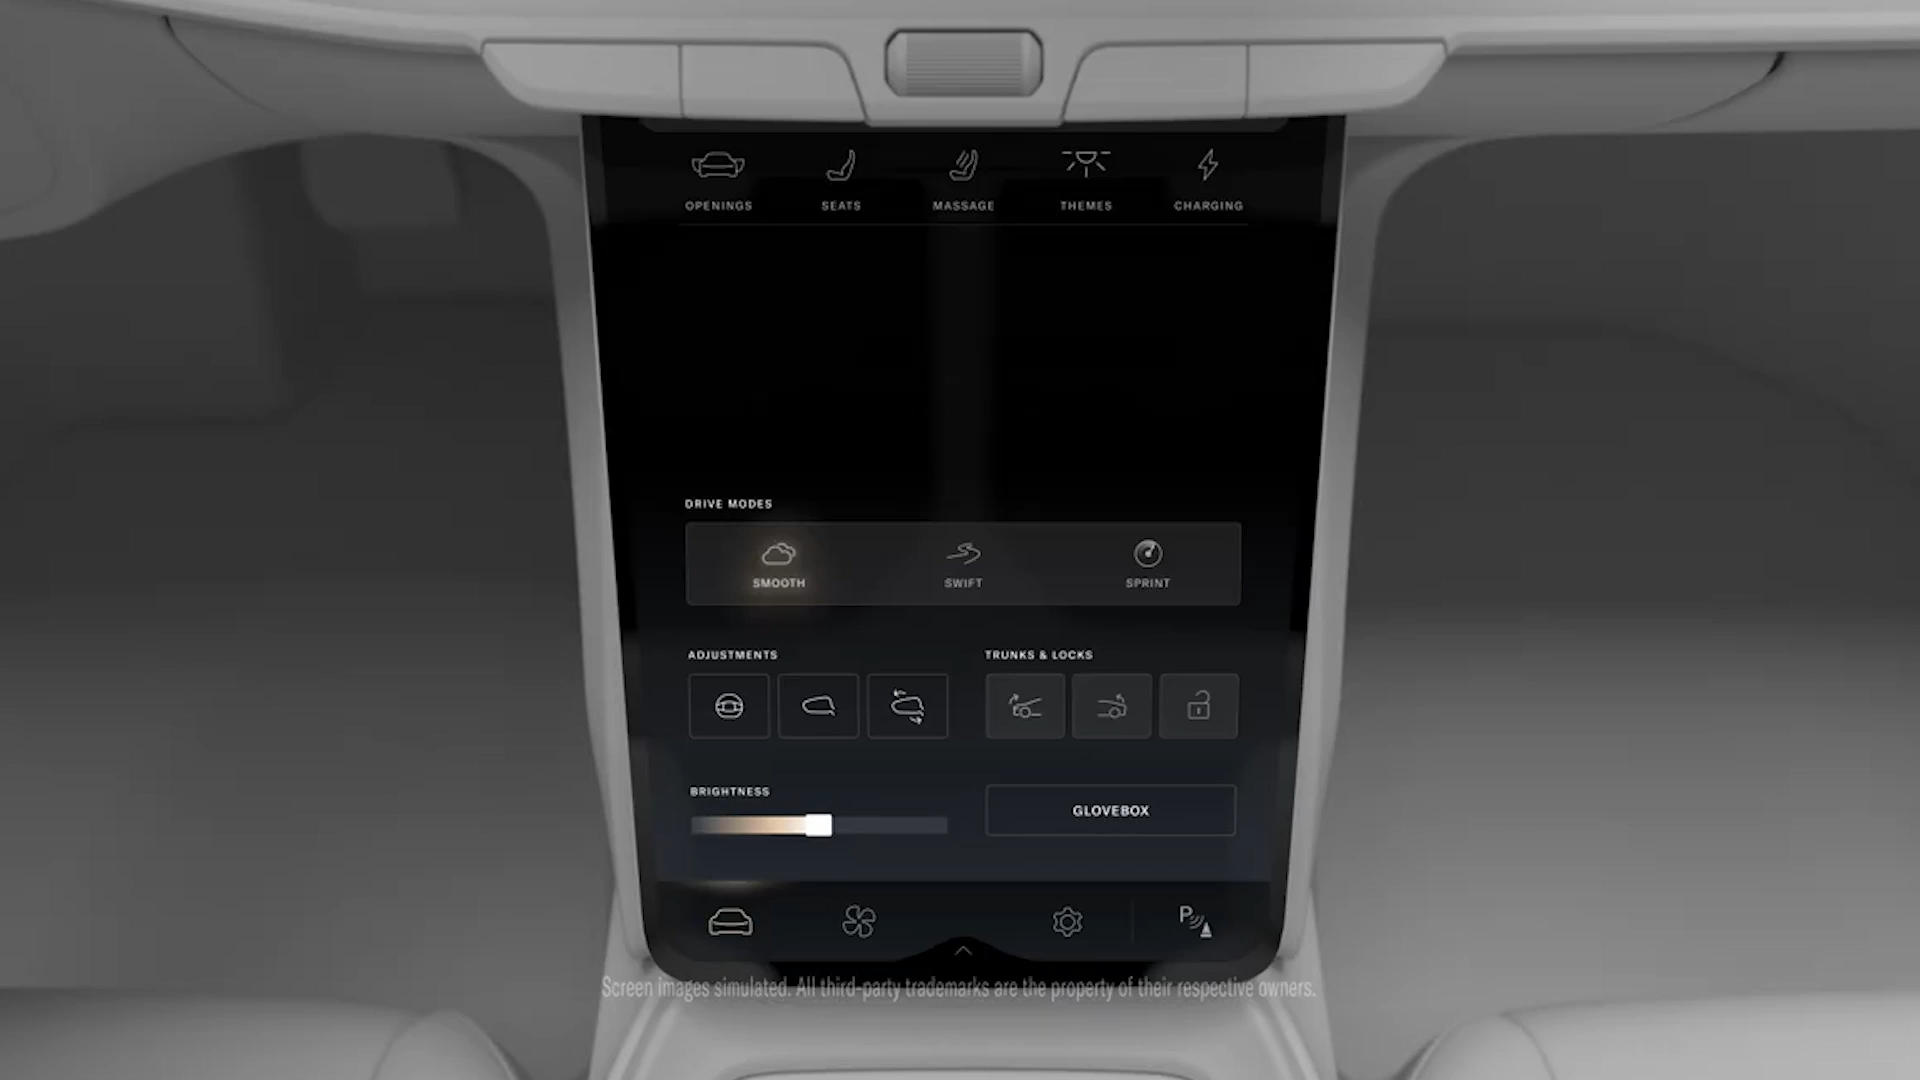 OPENINGS
SEATS
MASSAGE
THEMES
CHARGING
DRIVE MODES
SMOOTH
SWIFT
SPRINT
ADJUSTMENTS
TRUNKS & LOCKS
BRIGHTNESS
GLOVEBOX
P
Screen images simulated. All third-party trademarks are the property of their respective owners.